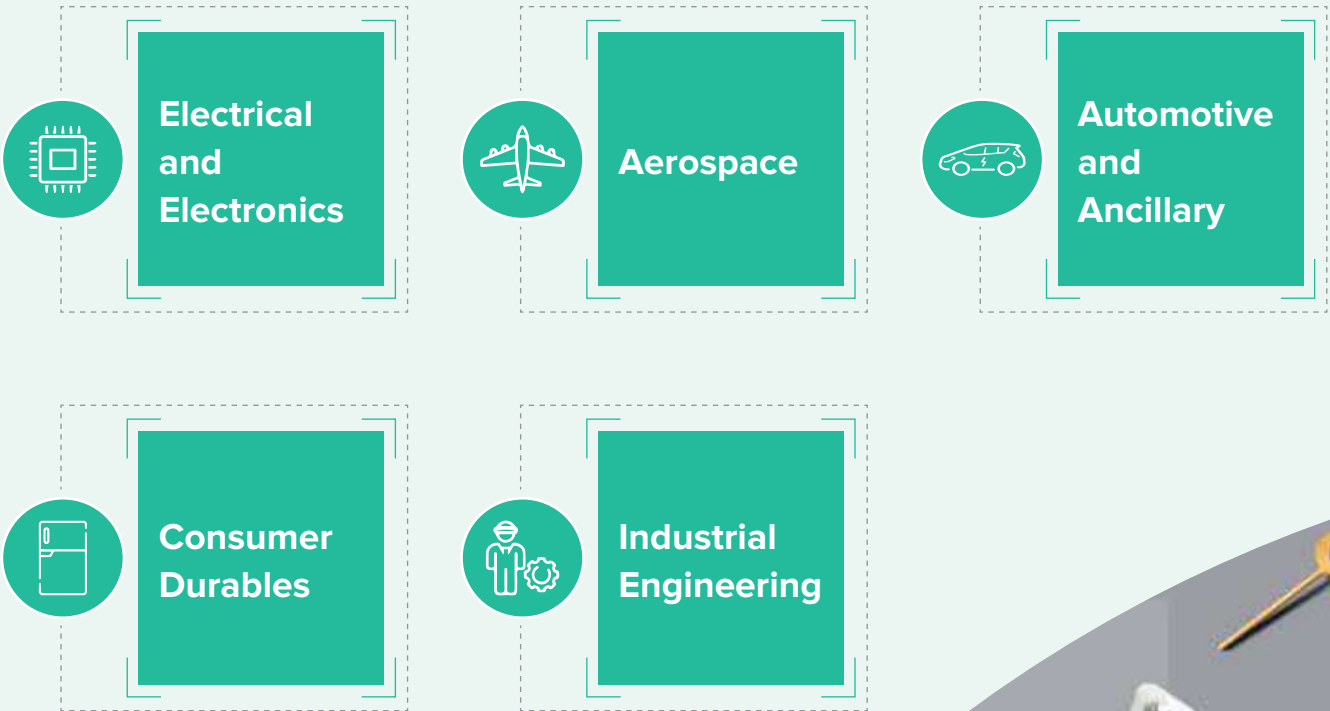 Electrical
and
Electronics
Aerospace
Automotive
and
Ancillary
Consumer
Durables
Industrial
Engineering